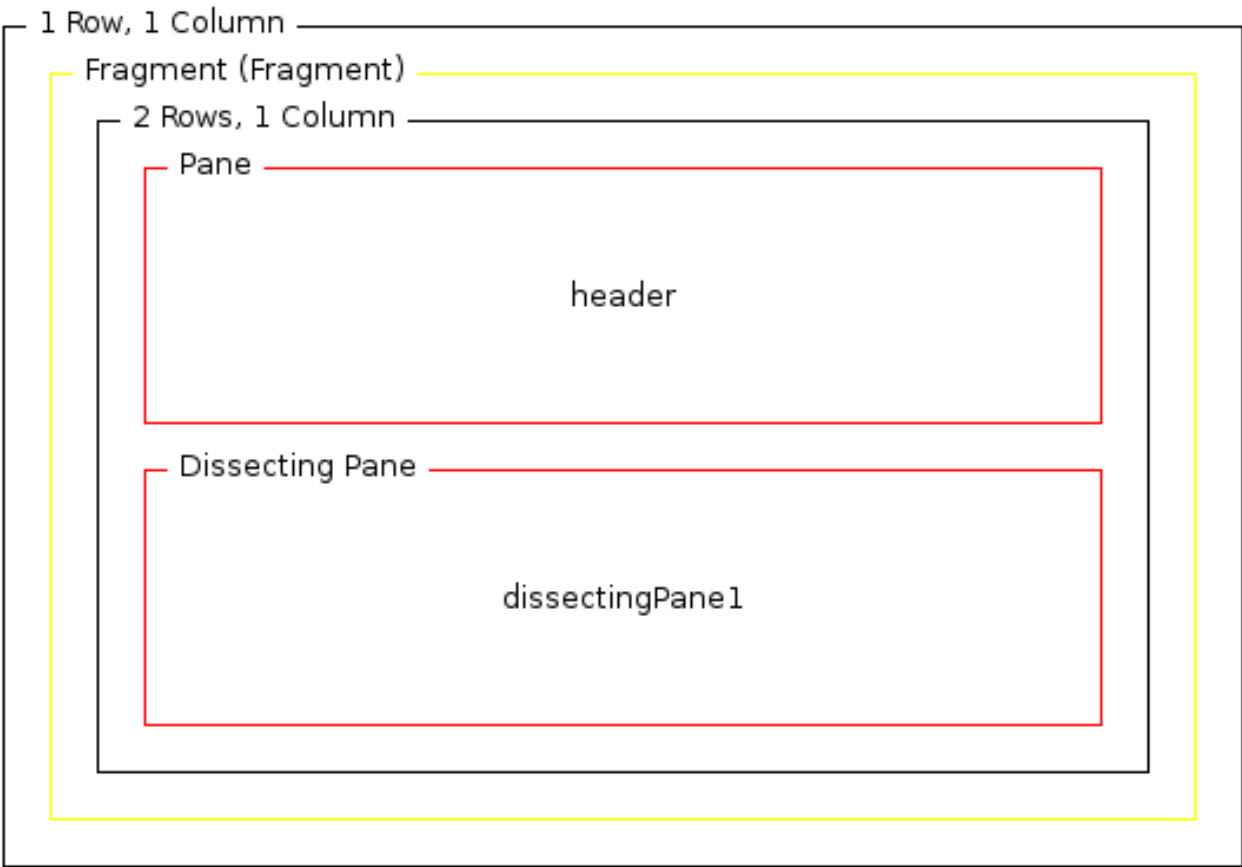 1 Row, 1 Column
Fragment (Fragment)
2 Rows, 1 Column
Pane
header
Dissecting Pane
dissectingPane1